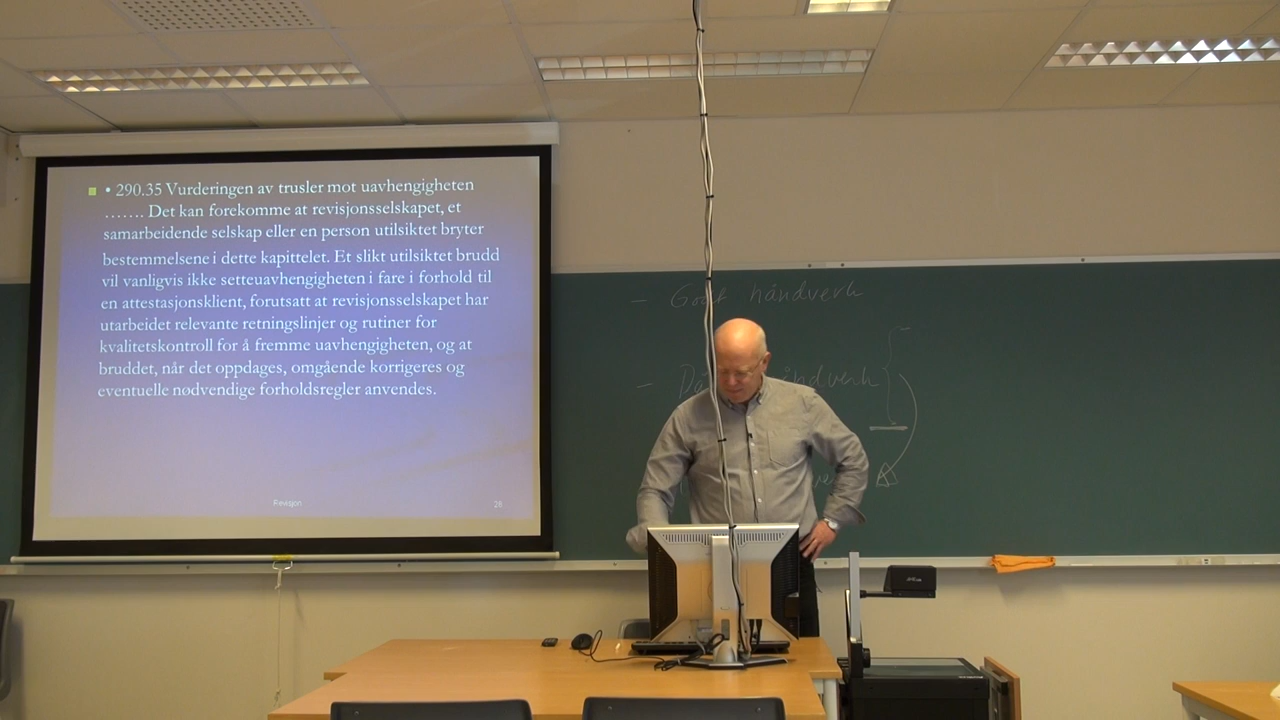 • 290.35 Vurderingen av trusler mot uavhengigheten
……. Det kan forekomme at revisjonsselskapet, et
samarbeidende selskap eller en person utilsiktet bryter
bestemmelsene i dette kapittelet. Et slikt utilsiktet brudd
vil vanligvis ikke setteuavhengigheten i fare i forhold til
en attestasjonsklient, forutsatt at revisjonsselskapet har
utarbeidet relevante retningslinjer og rutiner for
kvalitetskontroll for å fremme uavhengigheten, og at
bruddet, når det oppdages, omgående korrigeres og
eventuelle nødvendige forholdsregler anvendes.
Revisjon
28
- Godt håndverk